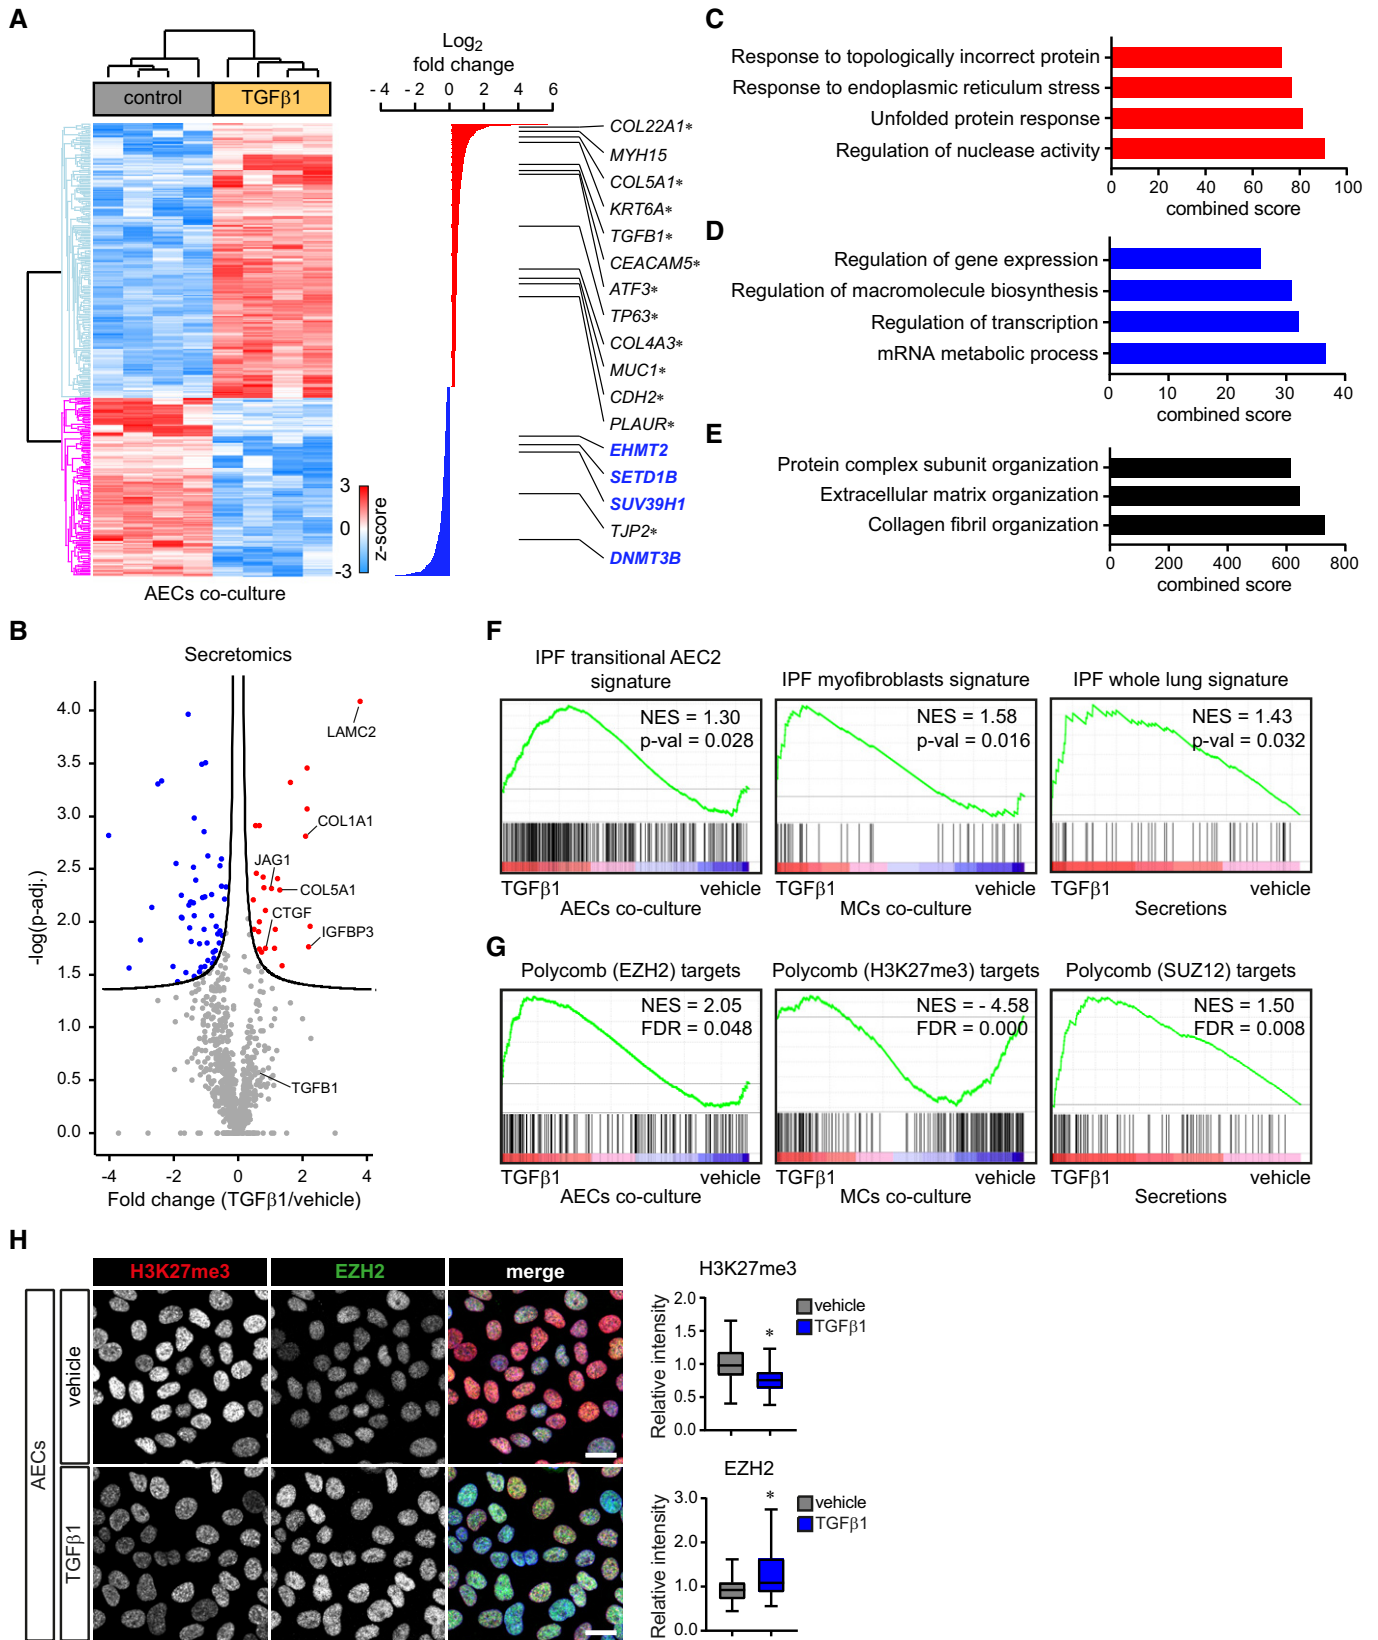 A
Log2
fold change
-4 -2 0 2 4 6
control TGFβ1
COL22A1*
MYH15
COL5A1*
KRT6A*
TGFB1*
CEACAM5*
ATF3*
TP63*
COL4A3*
MUC1*
CDH2*
PLAUR*
EHMT2
SETD1B
SUV39H1
TJP2*
DNMT3B
3
0
-3
z-score
AECs co-culture
C
Response to topologically incorrect protein
Response to endoplasmic reticulum stress
Unfolded protein response
Regulation of nuclease activity
0 20 40 60 80 100
combined score
D
Regulation of gene expression
Regulation of macromolecule biosynthesis
Regulation of transcription
mRNA metabolic process
0 10 20 30 40
combined score
E
Protein complex subunit organization
Extracellular matrix organization
Collagen fibril organization
0 200 400 600 800
combined score
B
Secretomics
4.0
3.5
3.0
2.5
2.0
1.5
1.0
0.5
0.0
-log(p-adj.)
LAMC2
COL1A1
JAG1
COL5A1
CTGF
IGFBP3
TGFB1
-4 -2 0 2 4
Fold change (TGFβ1/vehicle)
F
IPF transitional AEC2
signature
NES = 1.30
p-val = 0.028
TGFβ1 vehicle
AECs co-culture
IPF myofibroblasts signature
NES = 1.58
p-val = 0.016
TGFβ1 vehicle
MCs co-culture
IPF whole lung signature
NES = 1.43
p-val = 0.032
TGFβ1 vehicle
Secretions
G
Polycomb (EZH2) targets
NES = 2.05
FDR = 0.048
TGFβ1 vehicle
AECs co-culture
Polycomb (H3K27me3) targets
NES = - 4.58
FDR = 0.000
TGFβ1 vehicle
MCs co-culture
Polycomb (SUZ12) targets
NES = 1.50
FDR = 0.008
TGFβ1 vehicle
Secretions
H
H3K27me3 EZH2 merge
AECs
vehicle
TGFβ1
H3K27me3
2.0
1.5
1.0
0.5
0.0
Relative intensity
*
vehicle
TGFβ1
EZH2
3.0
2.0
1.0
0.0
Relative intensity
*
vehicle
TGFβ1